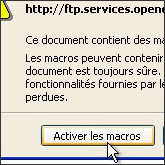 http://ftp.services.openo
Ce document contient des ma
Les macros peuvent contenir
document est toujours sûre.
fonctionnalités fournies par le
perdues.
Activer les macros